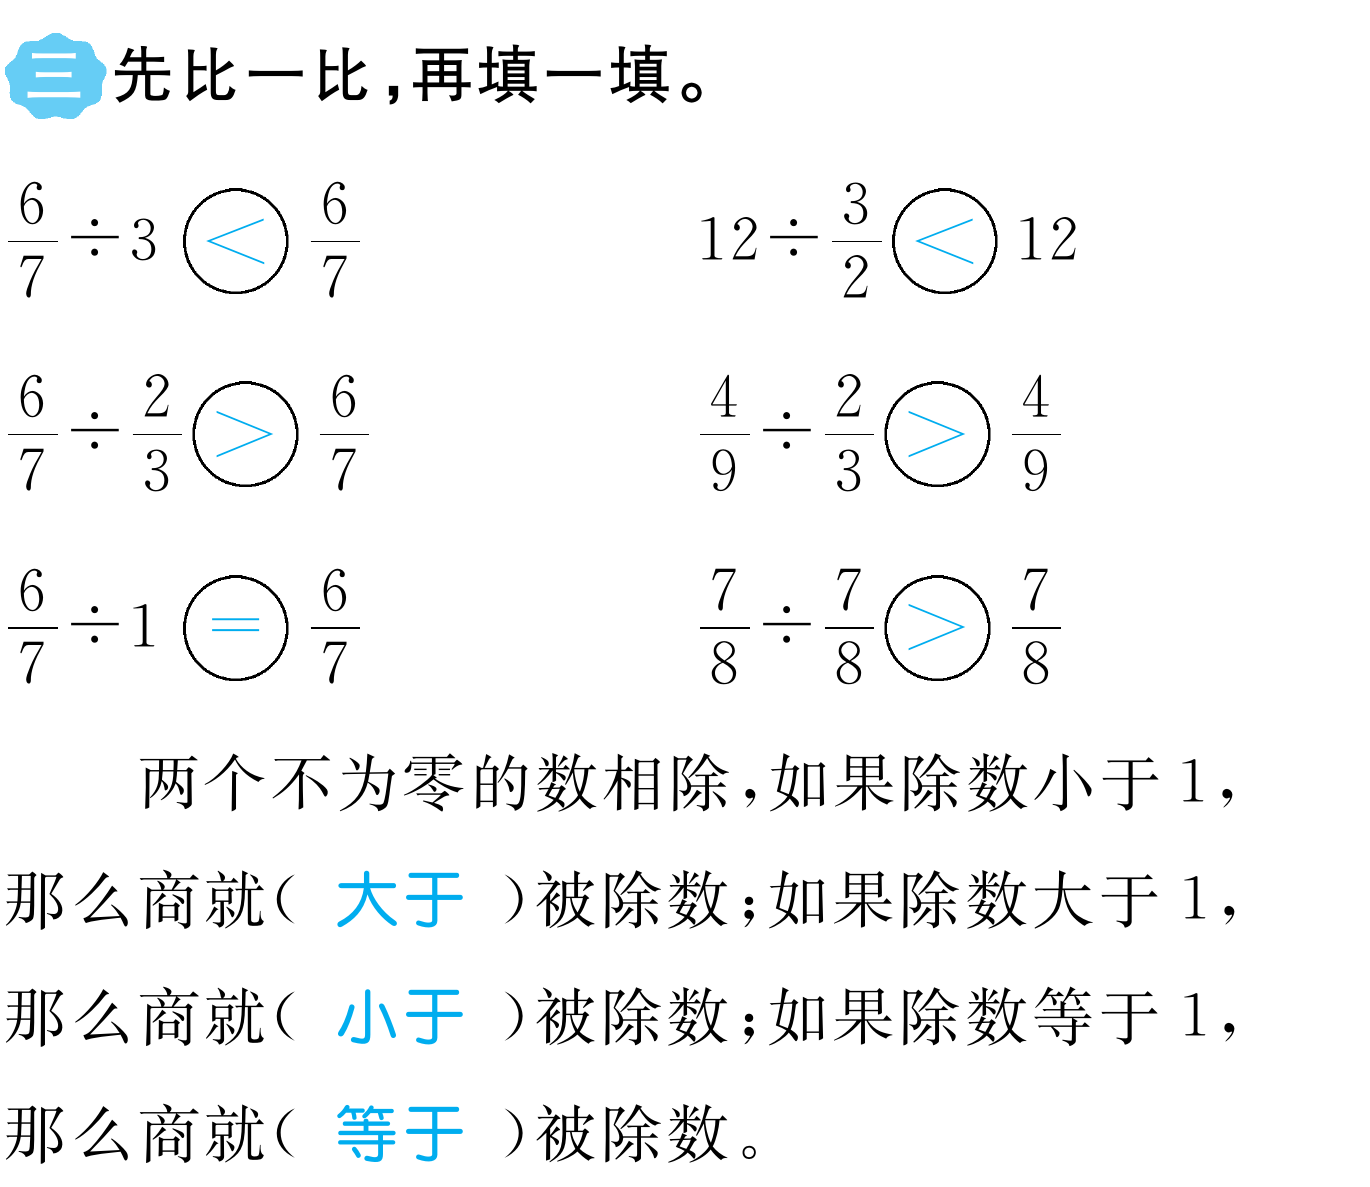 三 先比一比,再填一填。
6/7÷3 < 6/7 12÷3/2 < 12
6/7÷2/3 > 6/7 4/9÷2/3 > 4/9
6/7÷1 = 6/7 7/8÷7/8 > 7/8
两个不为零的数相除,如果除数小于1,
那么商就( 大于 )被除数;如果除数大于1,
那么商就( 小于 )被除数;如果除数等于1,
那么商就( 等于 )被除数。